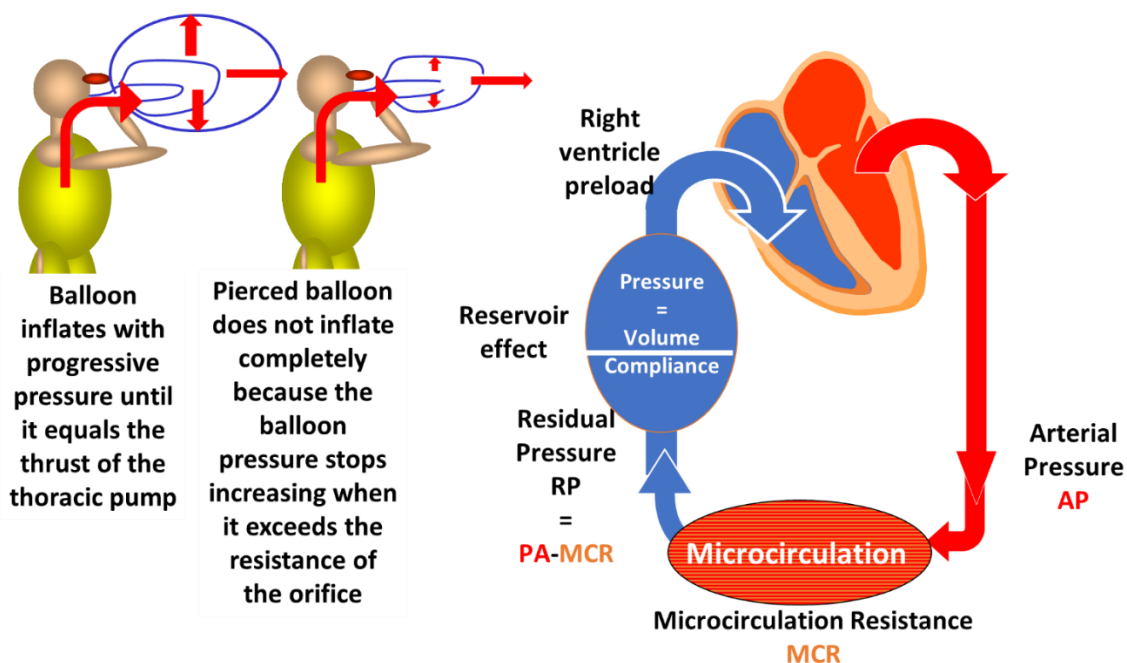 Balloon
inflates with
progressive
pressure until
it equals the
thrust of the
thoracic pump
Pierced balloon
does not inflate
completely
because the
balloon
pressure stops
increasing when
it exceeds the
resistance of
the orifice
Right
ventricle
preload
Reservoir
effect
Pressure
=
Volume
Compliance
Residual
Pressure
RP
=
PA-MCR
Arterial
Pressure
AP
Microcirculation
Microcirculation Resistance
MCR